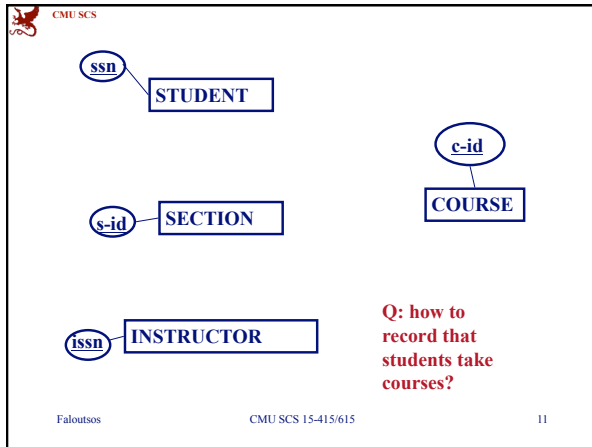 CMU SCS
ssn
STUDENT
c-id
COURSE
s-id
SECTION
issn
INSTRUCTOR
Q: how to
record that
students take
courses?
Faloutsos
CMU SCS 15-415/615
11